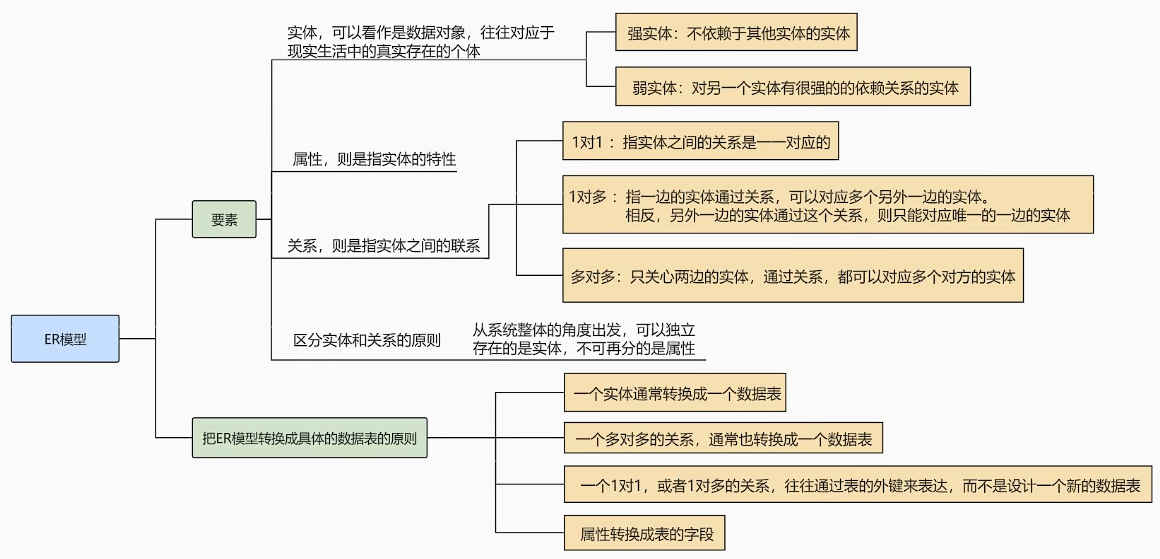 ER模型
要素
实体，可以看作是数据对象，往往对应于
现实生活中的真实存在的个体
强实体：不依赖于其他实体的实体
弱实体：对另一个实体有很强的的依赖关系的实体
属性，则是指实体的特性
关系，则是指实体之间的联系
1对1 ：指实体之间的关系是一一对应的
1对多 ：指一边的实体通过关系，可以对应多个另外一边的实体。
相反，另外一边的实体通过这个关系，则只能对应唯一的一边的实体
多对多：只关心两边的实体，通过关系，都可以对应多个对方的实体
区分实体和关系的原则
从系统整体的角度出发，可以独立
存在的是实体，不可再分的是属性
把ER模型转换成具体的数据表的原则
一个实体通常转换成一个数据表
一个多对多的关系，通常也转换成一个数据表
一个1对1，或者1对多的关系，往往通过表的外键来表达，而不是设计一个新的数据表
属性转换成表的字段